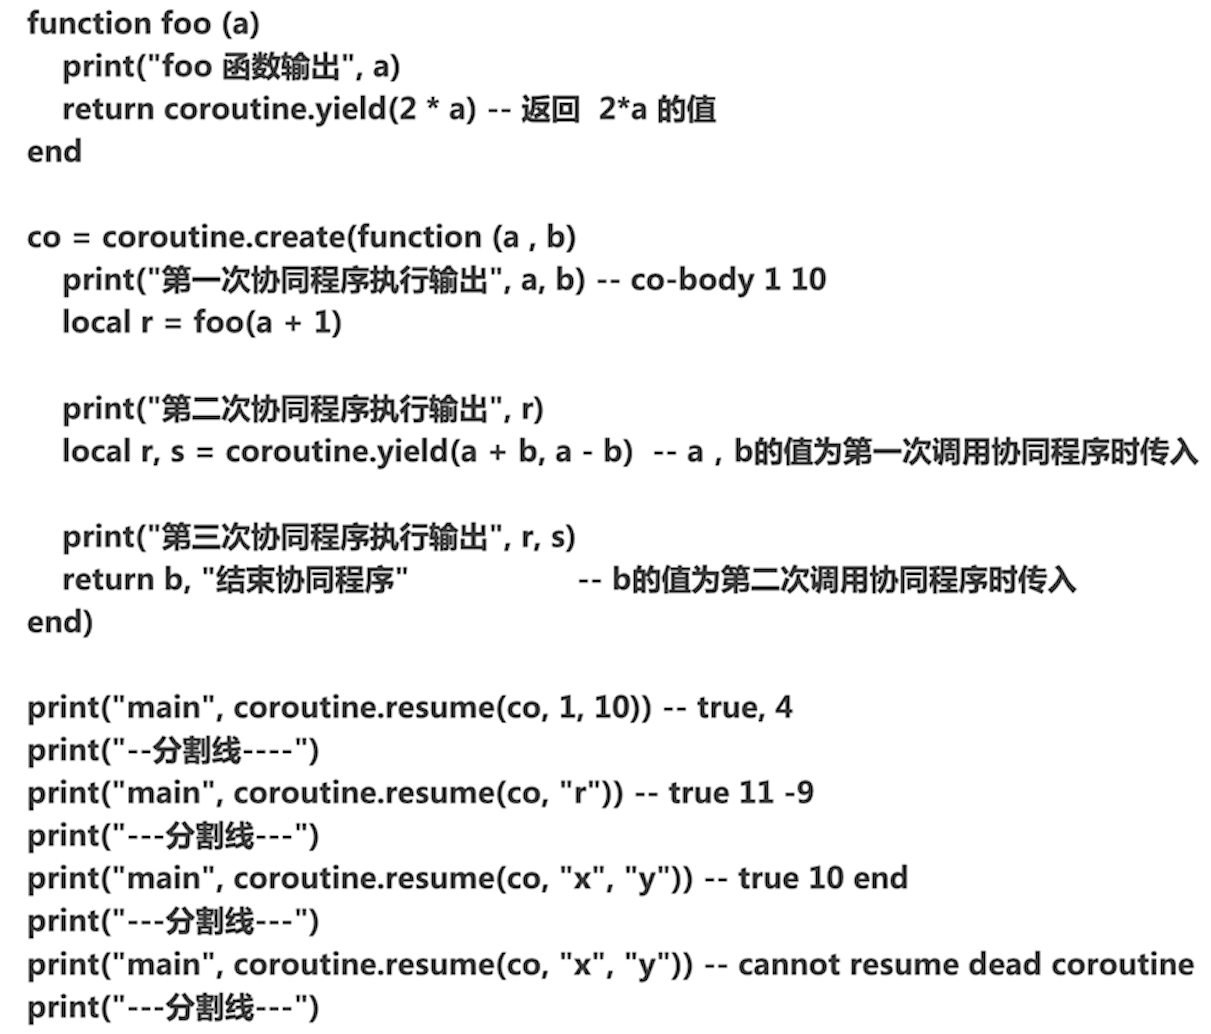 function foo (a)
    print("foo 函数输出", a)
    return coroutine.yield(2 * a) -- 返回  2*a 的值
end

co = coroutine.create(function (a , b)
    print("第一次协同程序执行输出", a, b) -- co-body 1 10
    local r = foo(a + 1)

    print("第二次协同程序执行输出", r)
    local r, s = coroutine.yield(a + b, a - b)  -- a，b的值为第一次调用协同程序时传入

    print("第三次协同程序执行输出", r, s)
    return b, "结束协同程序"                   -- b的值为第二次调用协同程序时传入
end)

print("main", coroutine.resume(co, 1, 10)) -- true, 4
print("--分割线----")
print("main", coroutine.resume(co, "r")) -- true 11 -9
print("---分割线---")
print("main", coroutine.resume(co, "x", "y")) -- true 10 end
print("---分割线---")
print("main", coroutine.resume(co, "x", "y")) -- cannot resume dead coroutine
print("---分割线---")